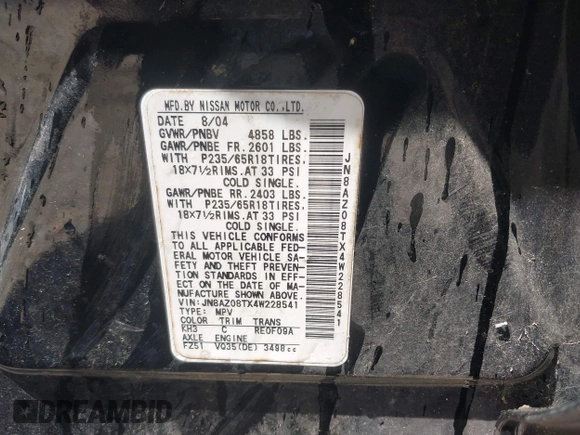 MFD.BY NISSAN MOTOR CO.,LTD.
DATE 8/04
GVWR/PNBV 4858 LBS.
GAWR/PNBE FR. 2601 LBS.
WITH P235/65R18TIRES,
18X7½RIMS.AT 33 PSI
COLD SINGLE.
GAWR/PNBE RR. 2403 LBS.
WITH P235/65R18TIRES,
18X7½RIMS.AT 33 PSI
COLD SINGLE.
THIS VEHICLE CONFORMS
TO ALL APPLICABLE FED-
ERAL MOTOR VEHICLE SA-
FETY AND THEFT PREVEN-
TION STANDARDS IN EFF-
ECT ON THE DATE OF MA-
NUFACTURE SHOWN ABOVE.
VIN:JN8AZ08TX4W228541
TYPE: MPV
COLOR TRIM TRANS
KH3 C RE0F09A
AXLE ENGINE
FZ51 VQ35(DE) 3498cc
JN8AZ08TX4W228541
DREAMBID